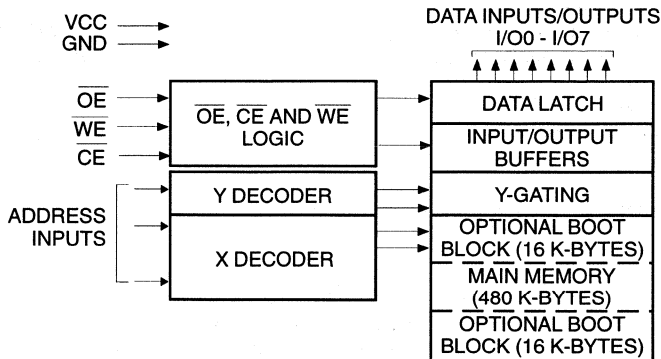 VCC
GND
DATA INPUTS/OUTPUTS
I/O0 - I/O7
OE
WE
CE
OE, CE AND WE
LOGIC
DATA LATCH
INPUT/OUTPUT
BUFFERS
ADDRESS
INPUTS
Y DECODER
Y-GATING
X DECODER
OPTIONAL BOOT
BLOCK (16 K-BYTES)
MAIN MEMORY
(480 K-BYTES)
OPTIONAL BOOT
BLOCK (16 K-BYTES)